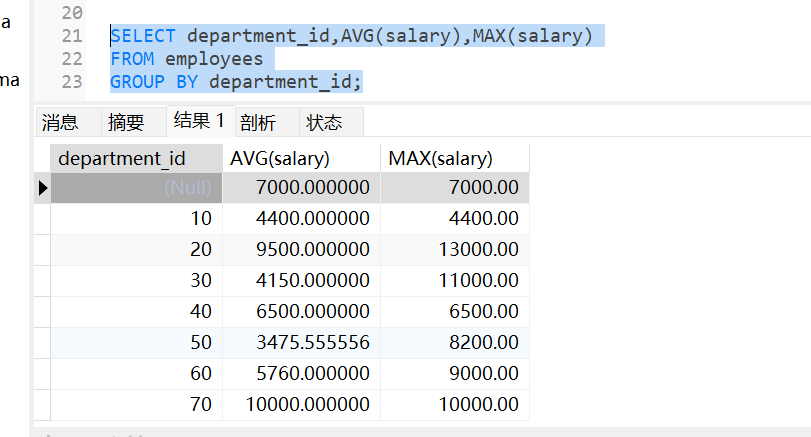 a
ma
20
21 SELECT department_id,AVG(salary),MAX(salary)
22 FROM employees
23 GROUP BY department_id;
消息 摘要 结果 1 剖析 状态
department_id AVG(salary) MAX(salary)
(Null) 7000.000000 7000.00
10 4400.000000 4400.00
20 9500.000000 13000.00
30 4150.000000 11000.00
40 6500.000000 6500.00
50 3475.555556 8200.00
60 5760.000000 9000.00
70 10000.000000 10000.00